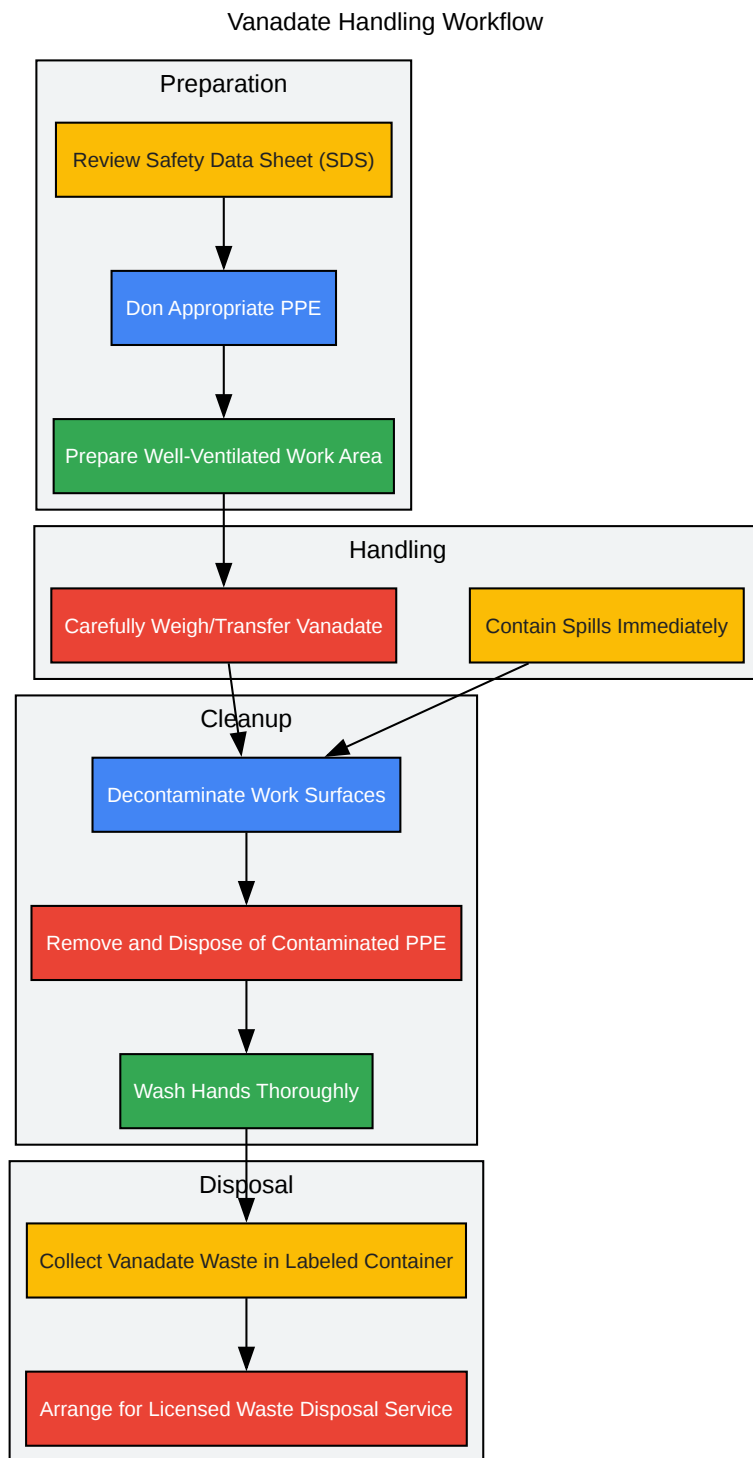 Vanadate Handling Workflow
Preparation
Review Safety Data Sheet (SDS)
Don Appropriate PPE
Prepare Well-Ventilated Work Area
Handling
Carefully Weigh/Transfer Vanadate
Contain Spills Immediately
Cleanup
Decontaminate Work Surfaces
Remove and Dispose of Contaminated PPE
Wash Hands Thoroughly
Disposal
Collect Vanadate Waste in Labeled Container
Arrange for Licensed Waste Disposal Service